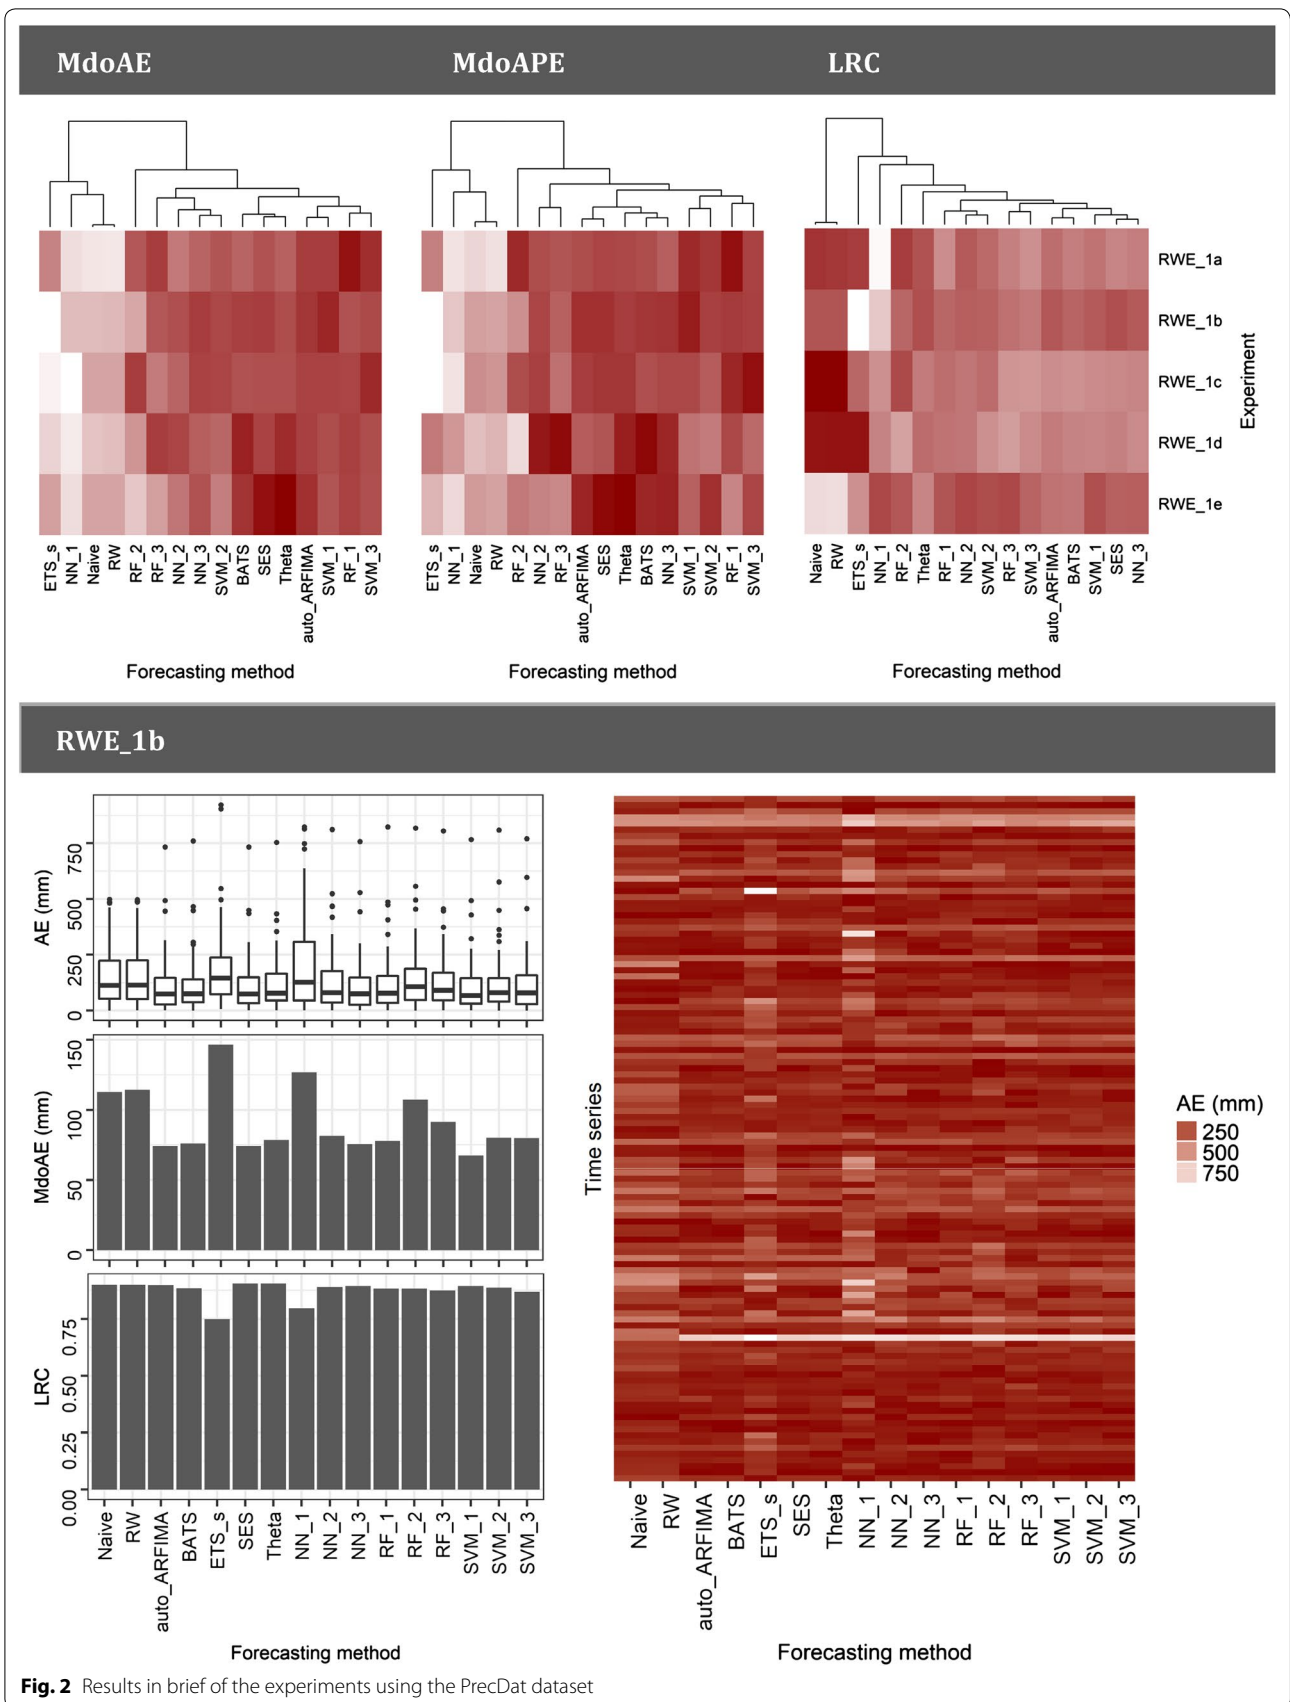 MdoAE MdoAPE LRC
RWE_1a
RWE_1b
RWE_1c
RWE_1d
RWE_1e
Experiment
ETS_s NN_1 Naive RW RF_2 RF_3 NN_2 NN_3 SVM_2 BATS SES Theta auto_ARFIMA SVM_1 RF_1 SVM_3
ETS_s NN_1 Naive RW RF_2 NN_2 RF_3 auto_ARFIMA SES Theta BATS NN_3 SVM_1 SVM_2 RF_1 SVM_3
Naive RW ETS_s NN_1 RF_2 Theta RF_1 NN_2 SVM_2 RF_3 SVM_3 auto_ARFIMA BATS SVM_1 SES NN_3
Forecasting method Forecasting method Forecasting method
RWE_1b
AE (mm)
750
500
250
0
MdoAE (mm)
150
100
50
0
LRC
0.75
0.50
0.25
0.00
Naive RW auto_ARFIMA BATS ETS_s SES Theta NN_1 NN_2 NN_3 RF_1 RF_2 RF_3 SVM_1 SVM_2 SVM_3
Forecasting method
Time series
Naive RW auto_ARFIMA BATS ETS_s SES Theta NN_1 NN_2 NN_3 RF_1 RF_2 RF_3 SVM_1 SVM_2 SVM_3
Forecasting method
AE (mm)
250
500
750
Fig. 2 Results in brief of the experiments using the PrecDat dataset